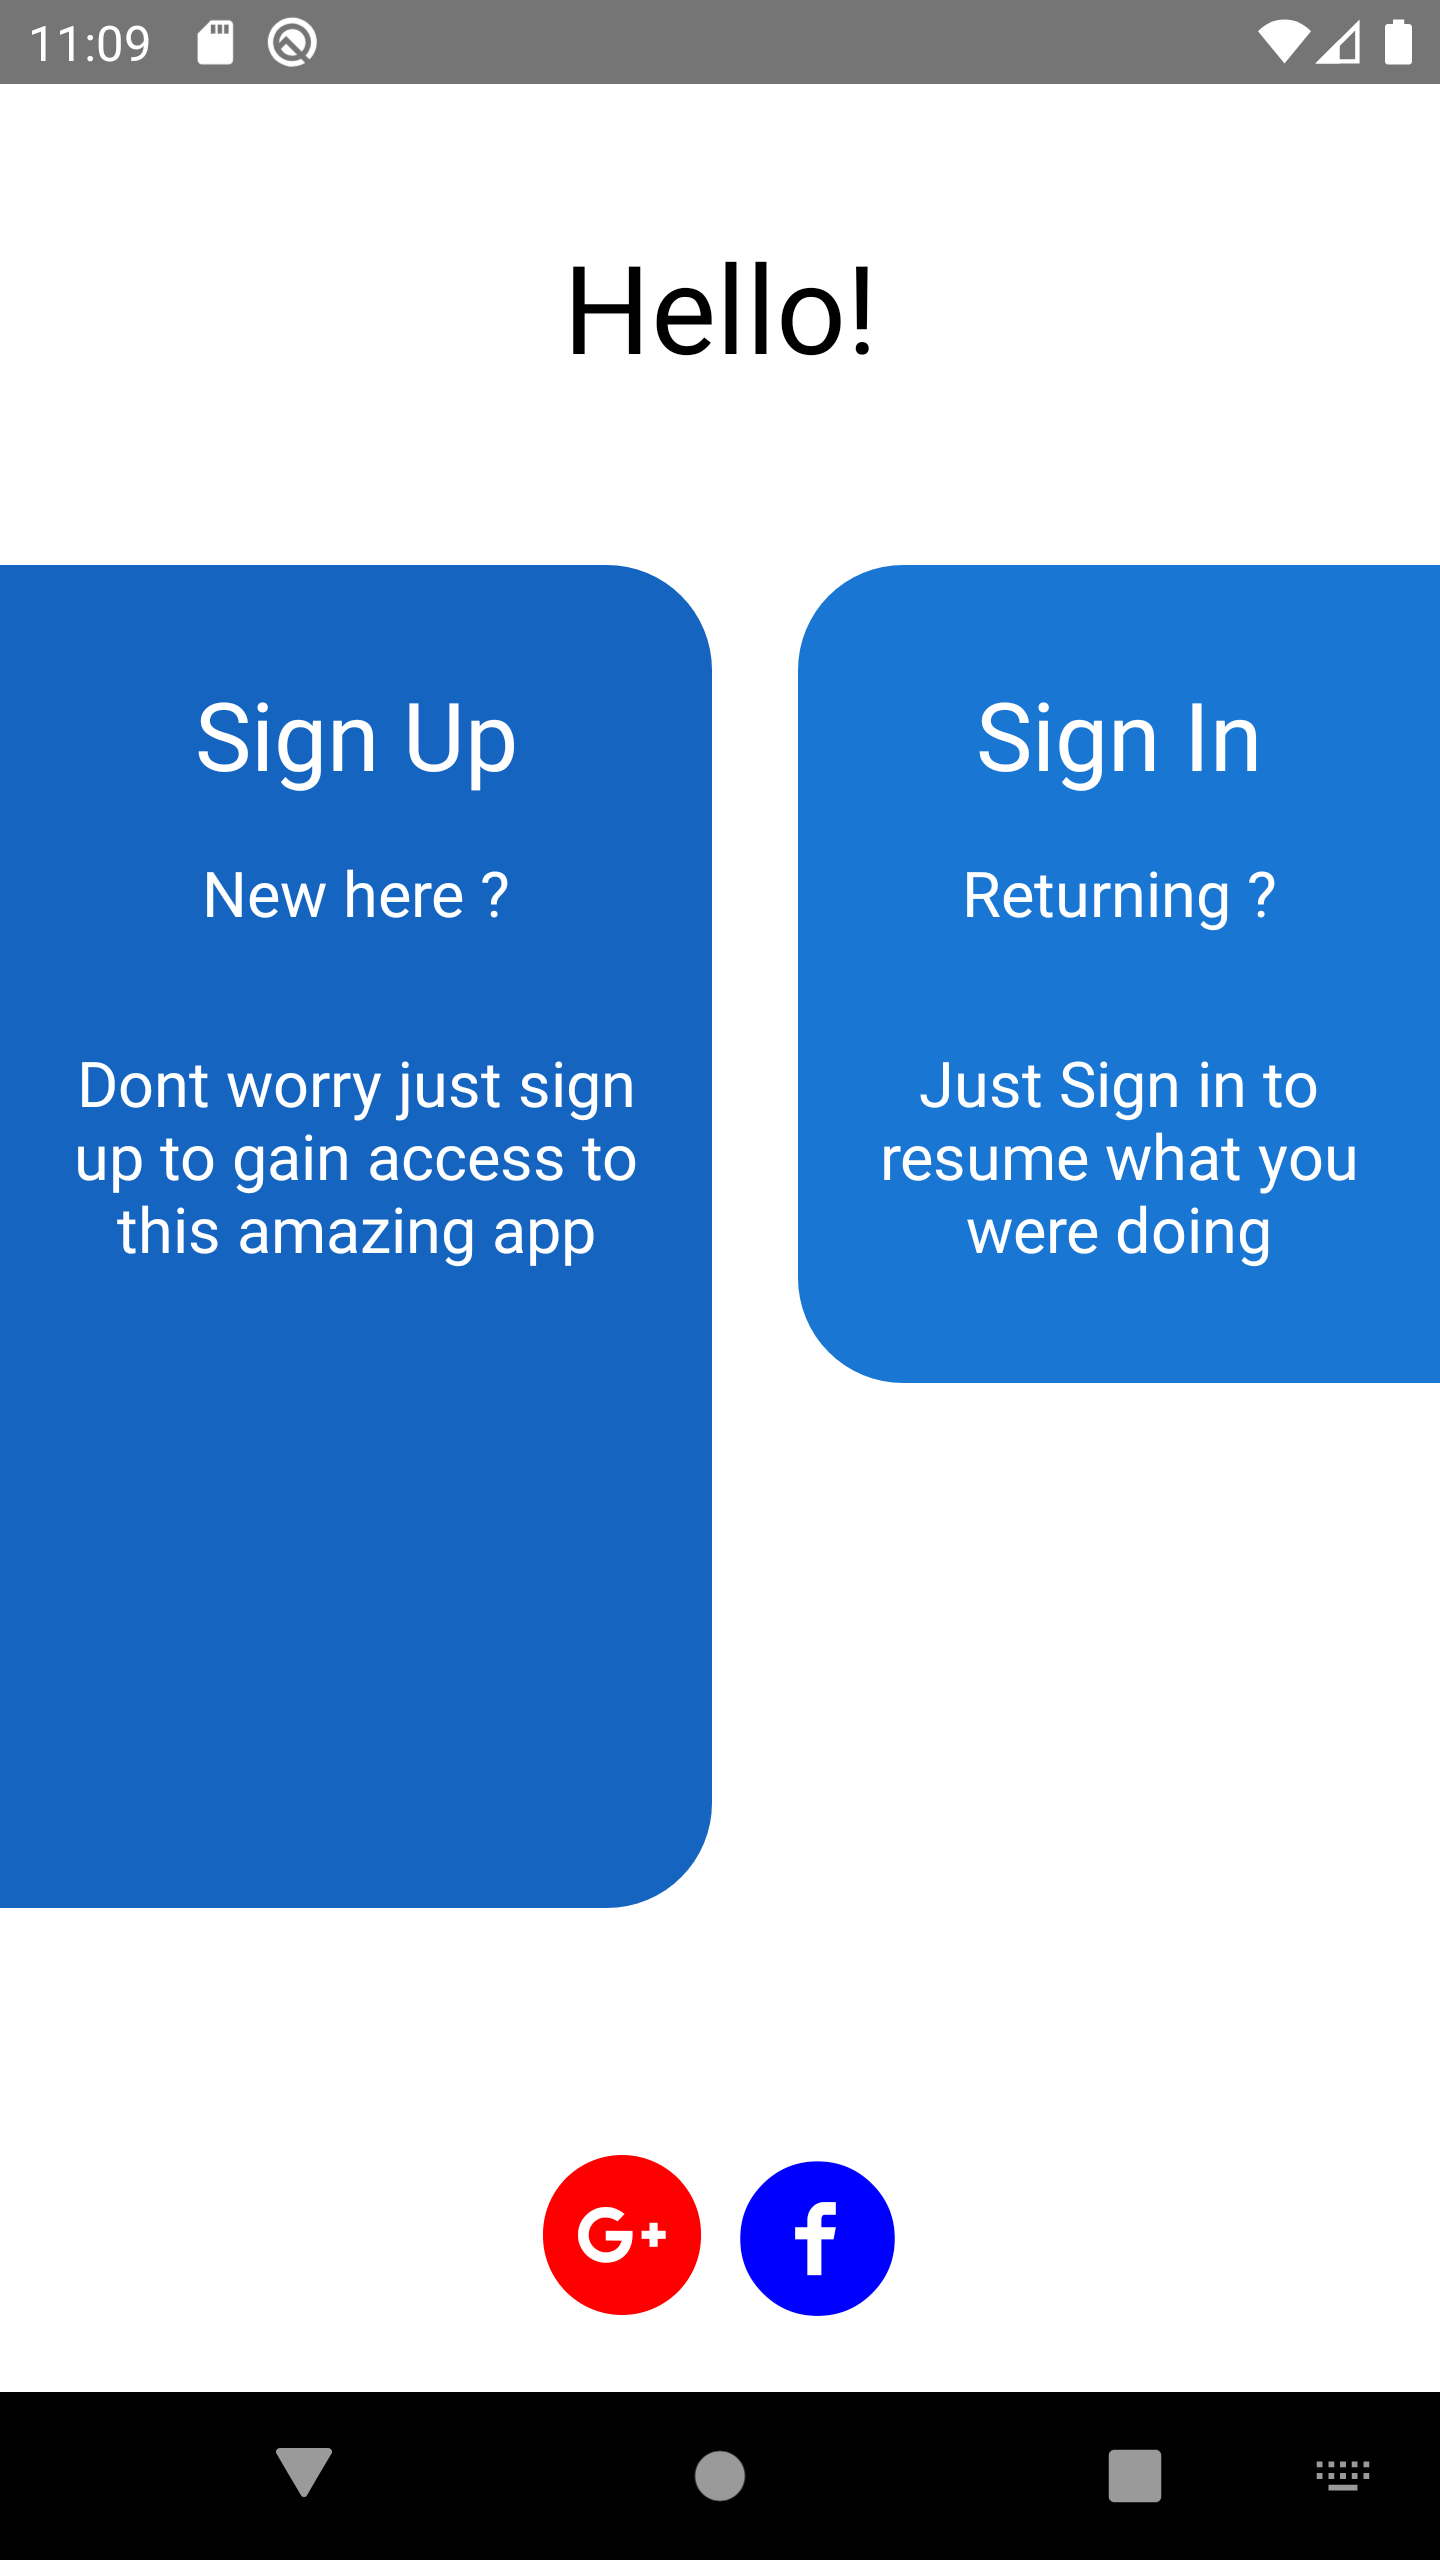 11:09
Hello!
Sign Up
New here ?
Dont worry just sign
up to gain access to
this amazing app
Sign In
Returning ?
Just Sign in to
resume what you
were doing
G+
f